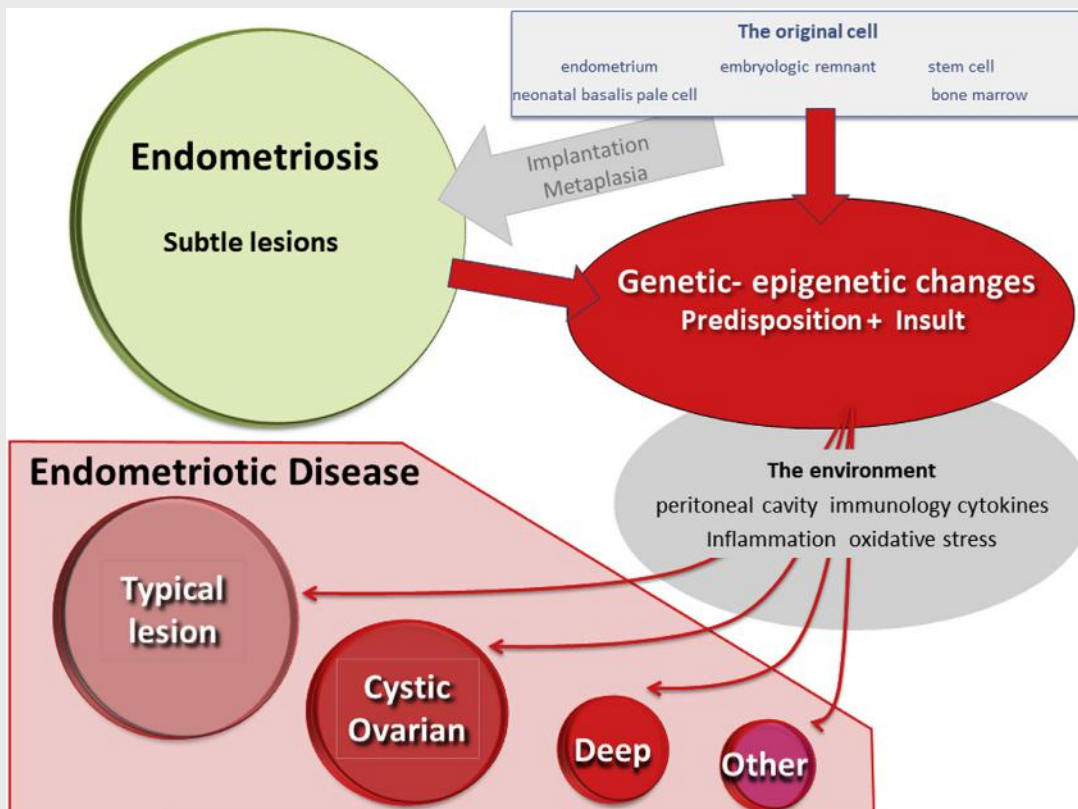 The original cell
endometrium embryologic remnant stem cell
neonatal basalis pale cell bone marrow
Implantation
Metaplasia
Endometriosis
Subtle lesions
Genetic- epigenetic changes
Predisposition + Insult
The environment
peritoneal cavity immunology cytokines
Inflammation oxidative stress
Endometriotic Disease
Typical
lesion
Cystic
Ovarian
Deep
Other